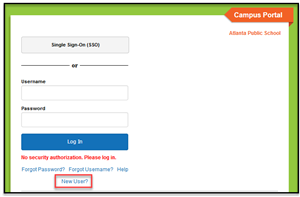 Campus Portal
Atlanta Public School
Single Sign-On (SSO)
or
Username
Password
Log In
No security authorization. Please log in.
Forgot Password? Forgot Username? Help
New User?